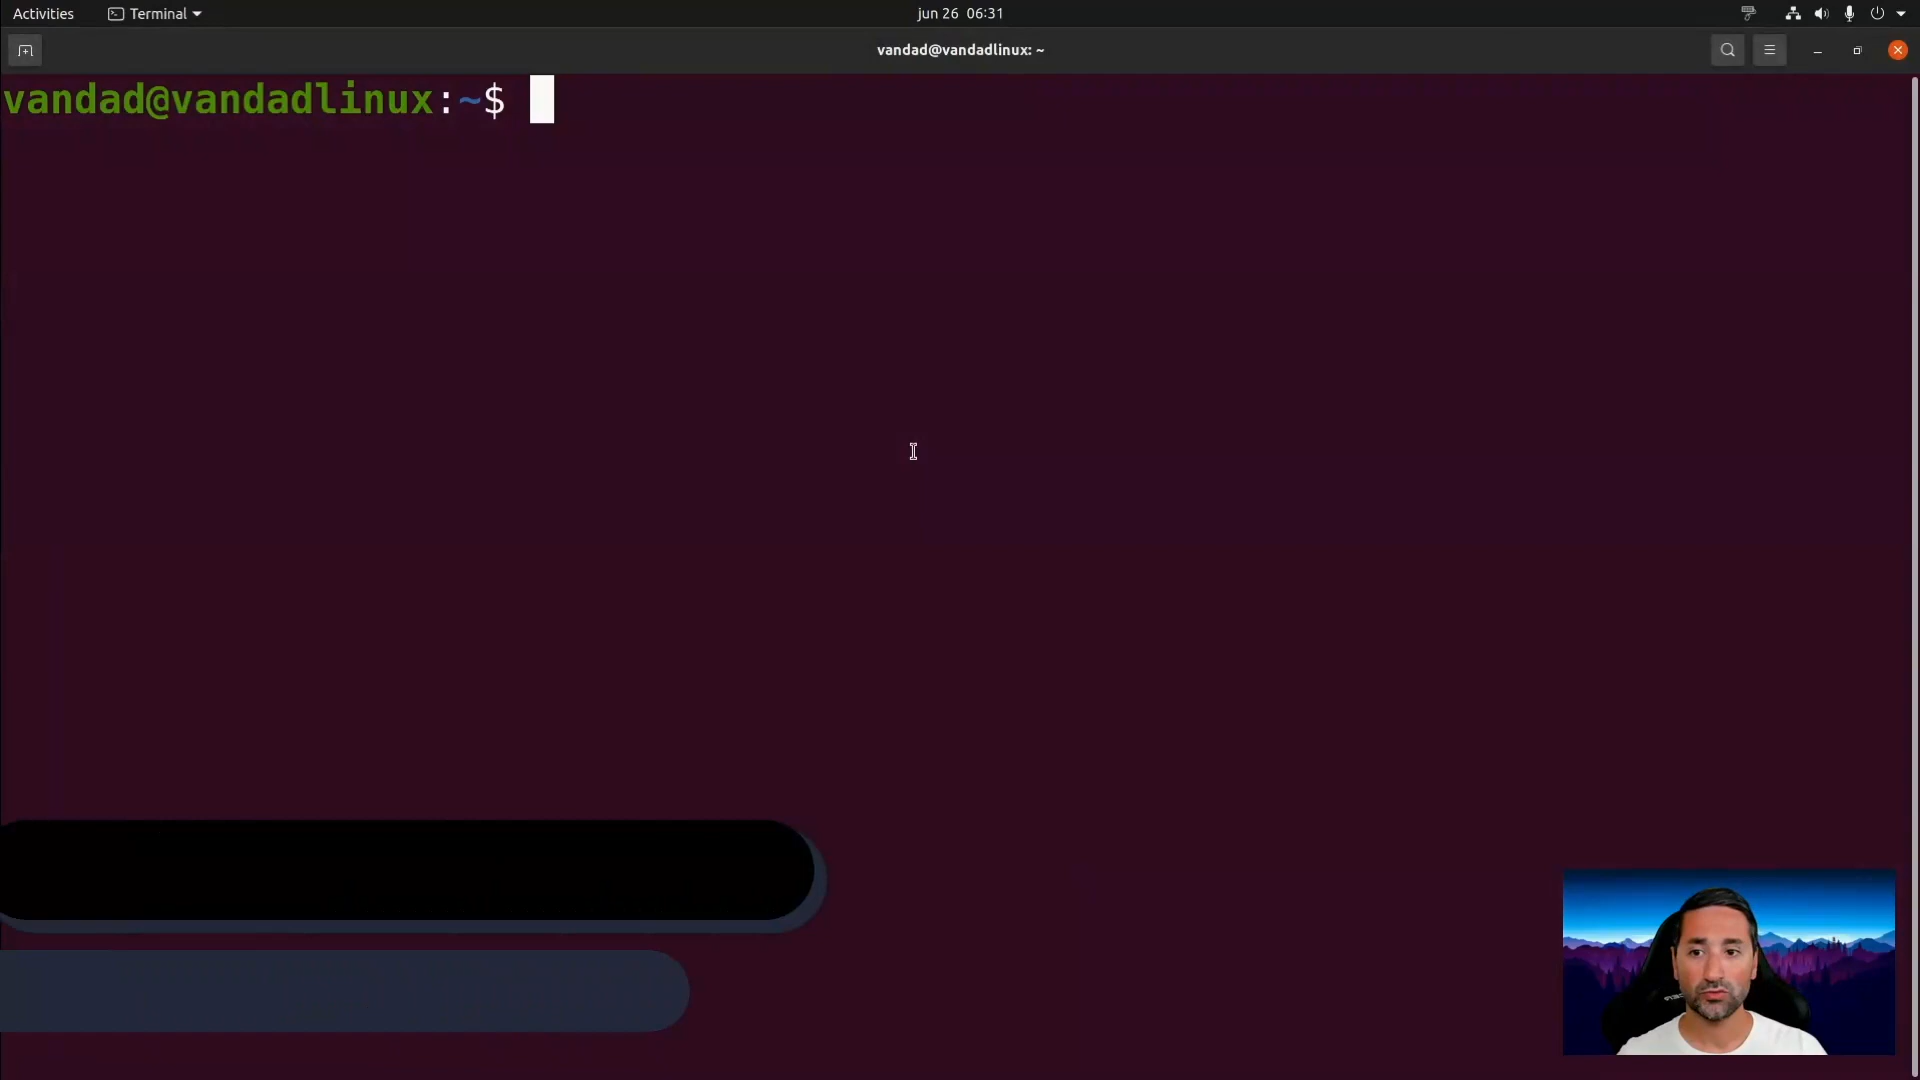 Activities
Terminal
jun 26 06:31
vandad@vandadlinux: ~
vandad@vandadlinux:~$